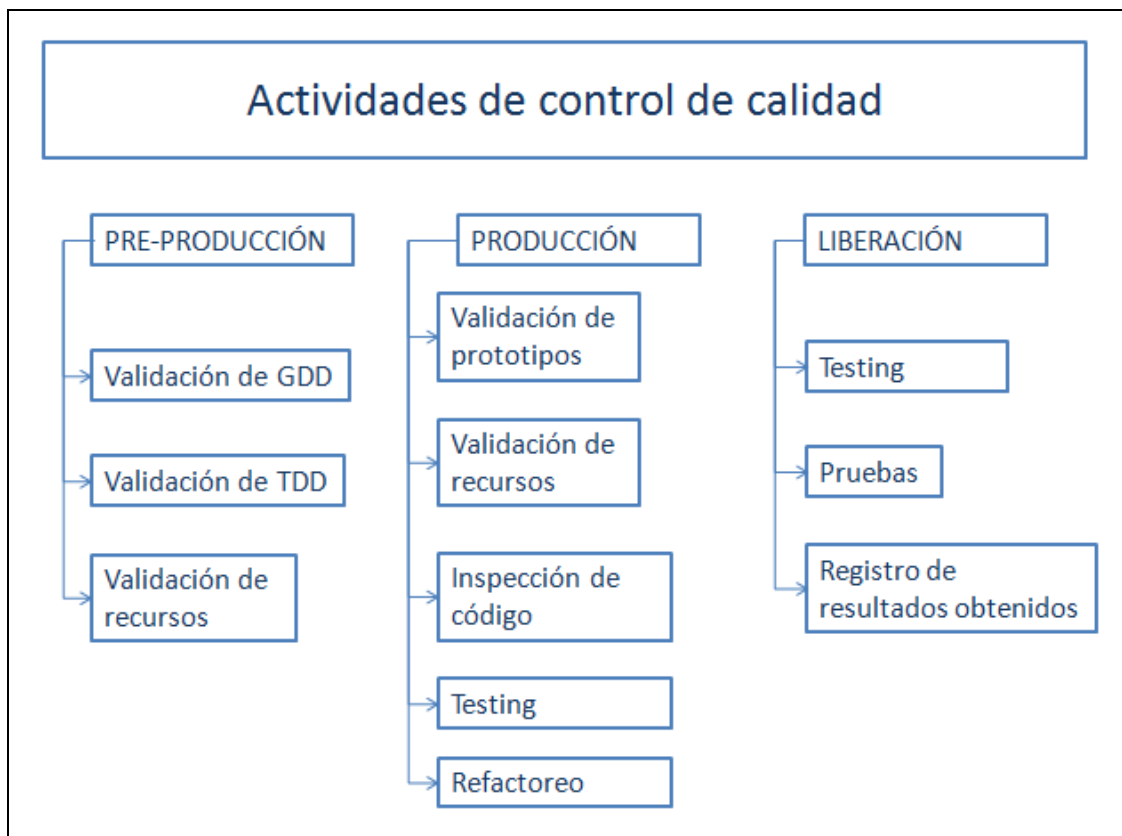 Actividades de control de calidad
PRE-PRODUCCIÓN
Validación de GDD
Validación de TDD
Validación de
recursos
PRODUCCIÓN
Validación de
prototipos
Validación de
recursos
Inspección de
código
Testing
Refactoreo
LIBERACIÓN
Testing
Pruebas
Registro de
resultados obtenidos